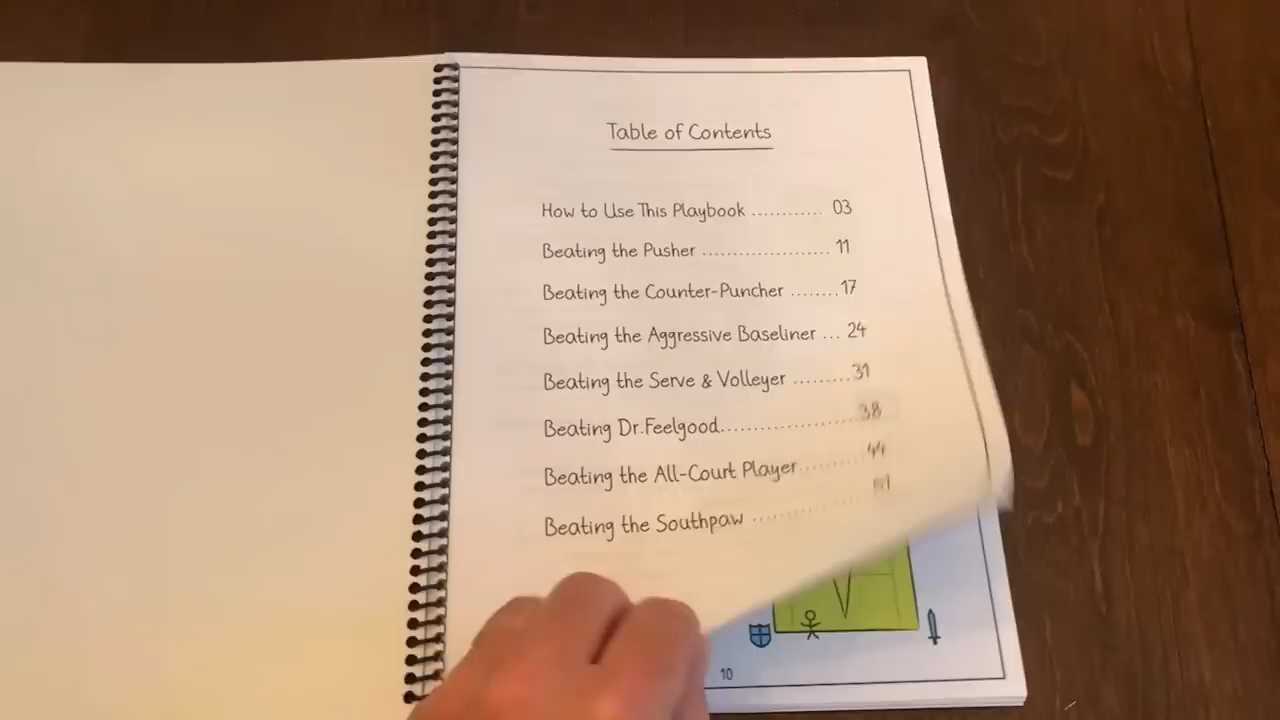 Table of Contents
How to Use This Playbook ............ 03
Beating the Pusher ..................... 11
Beating the Counter-Puncher ........ 17
Beating the Aggressive Baseliner ... 24
Beating the Serve & Volleyer ......... 31
Beating Dr.Feelgood...................... 38
Beating the All-Court Player.......... 44
Beating the Southpaw ..................
10